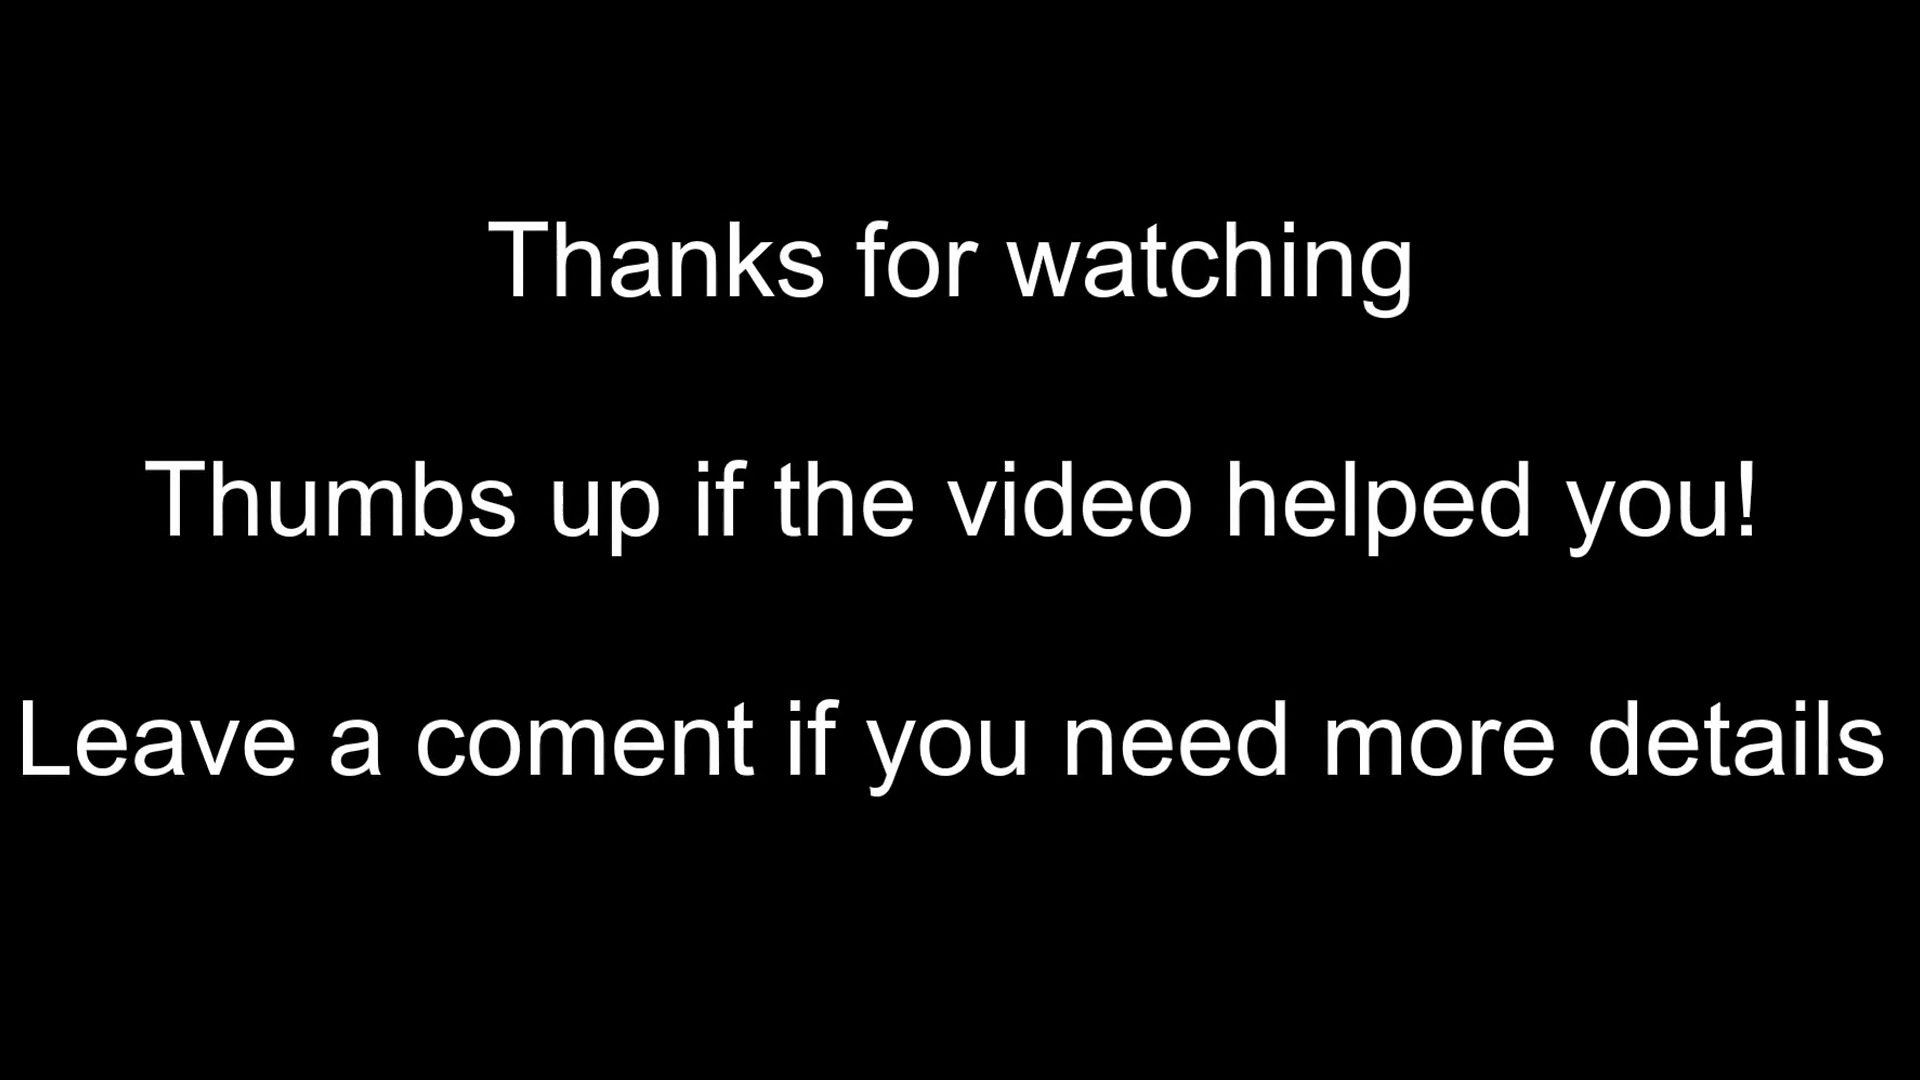 Thanks for watching
Thumbs up if the video helped you!
Leave a coment if you need more details